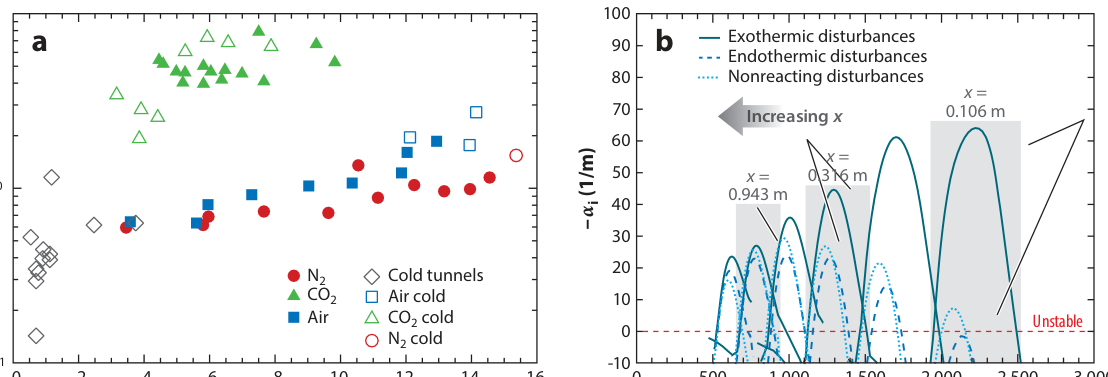 a
N₂
CO₂
Air
Cold tunnels
Air cold
CO₂ cold
N₂ cold
0 2 4 6 8 10 12 14 16
b
100
90
80
70
60
50
40
30
20
10
0
-10
−αᵢ (1/m)
Exothermic disturbances
Endothermic disturbances
Nonreacting disturbances
x =
0.106 m
Increasing x
x =
0.316 m
x =
0.943 m
Unstable
0 500 1,000 1,500 2,000 2,500 3,000